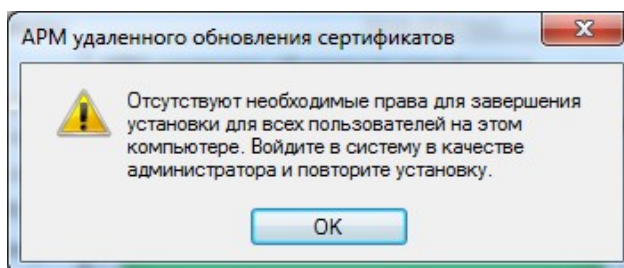 АРМ удаленного обновления сертификатов
Отсутствуют необходимые права для завершения
установки для всех пользователей на этом
компьютере. Войдите в систему в качестве
администратора и повторите установку.
OK